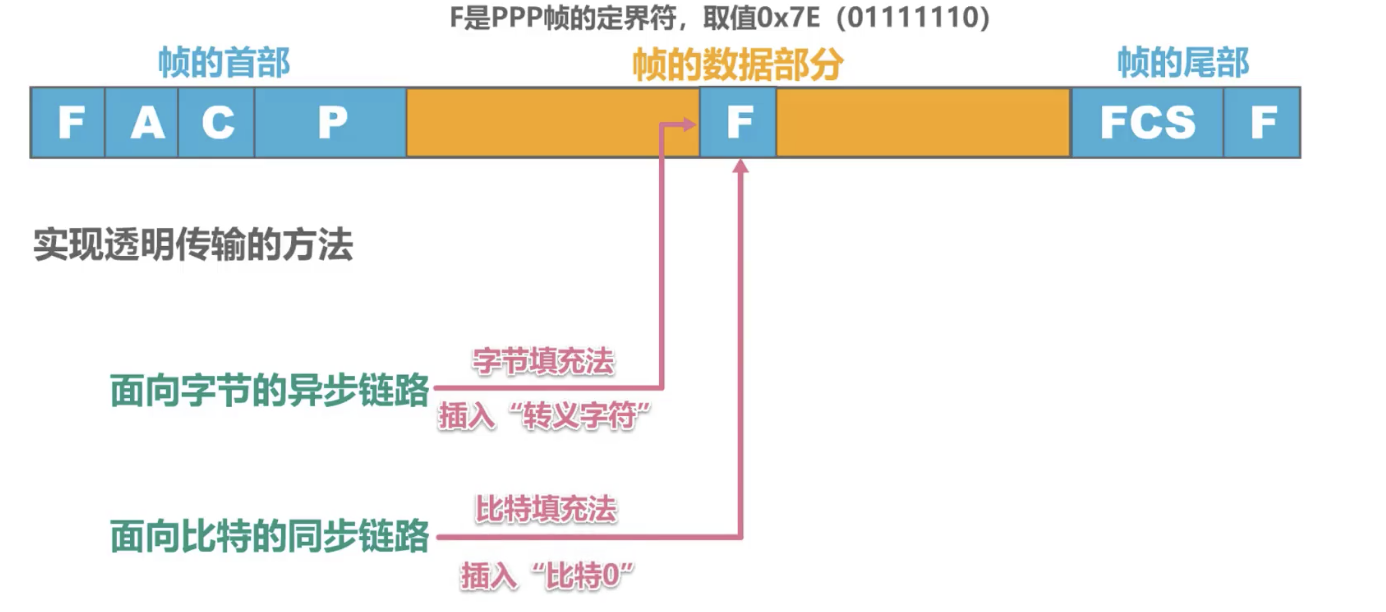 F是PPP帧的定界符，取值0x7E（01111110）
帧的首部 帧的数据部分 帧的尾部
F A C P F FCS F
实现透明传输的方法
字节填充法
面向字节的异步链路
插入“转义字符”
比特填充法
面向比特的同步链路
插入“比特0”